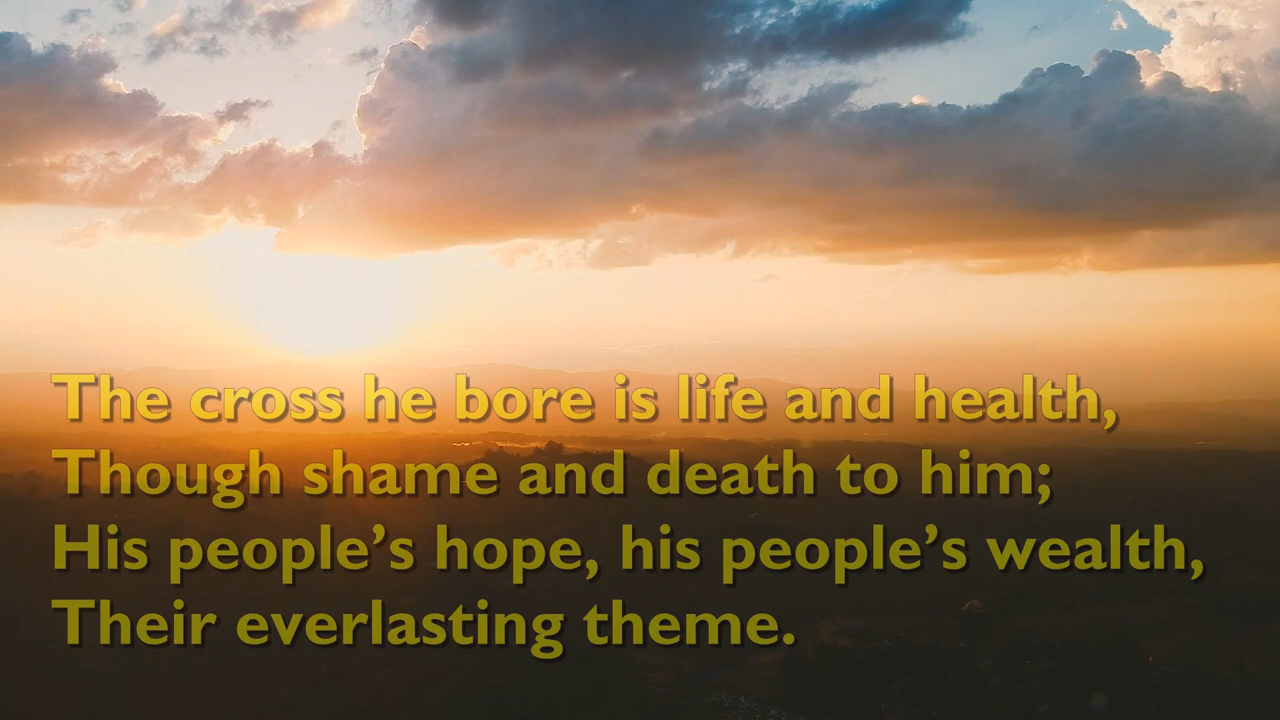 The cross he bore is life and health,
Though shame and death to him;
His people’s hope, his people’s wealth,
Their everlasting theme.